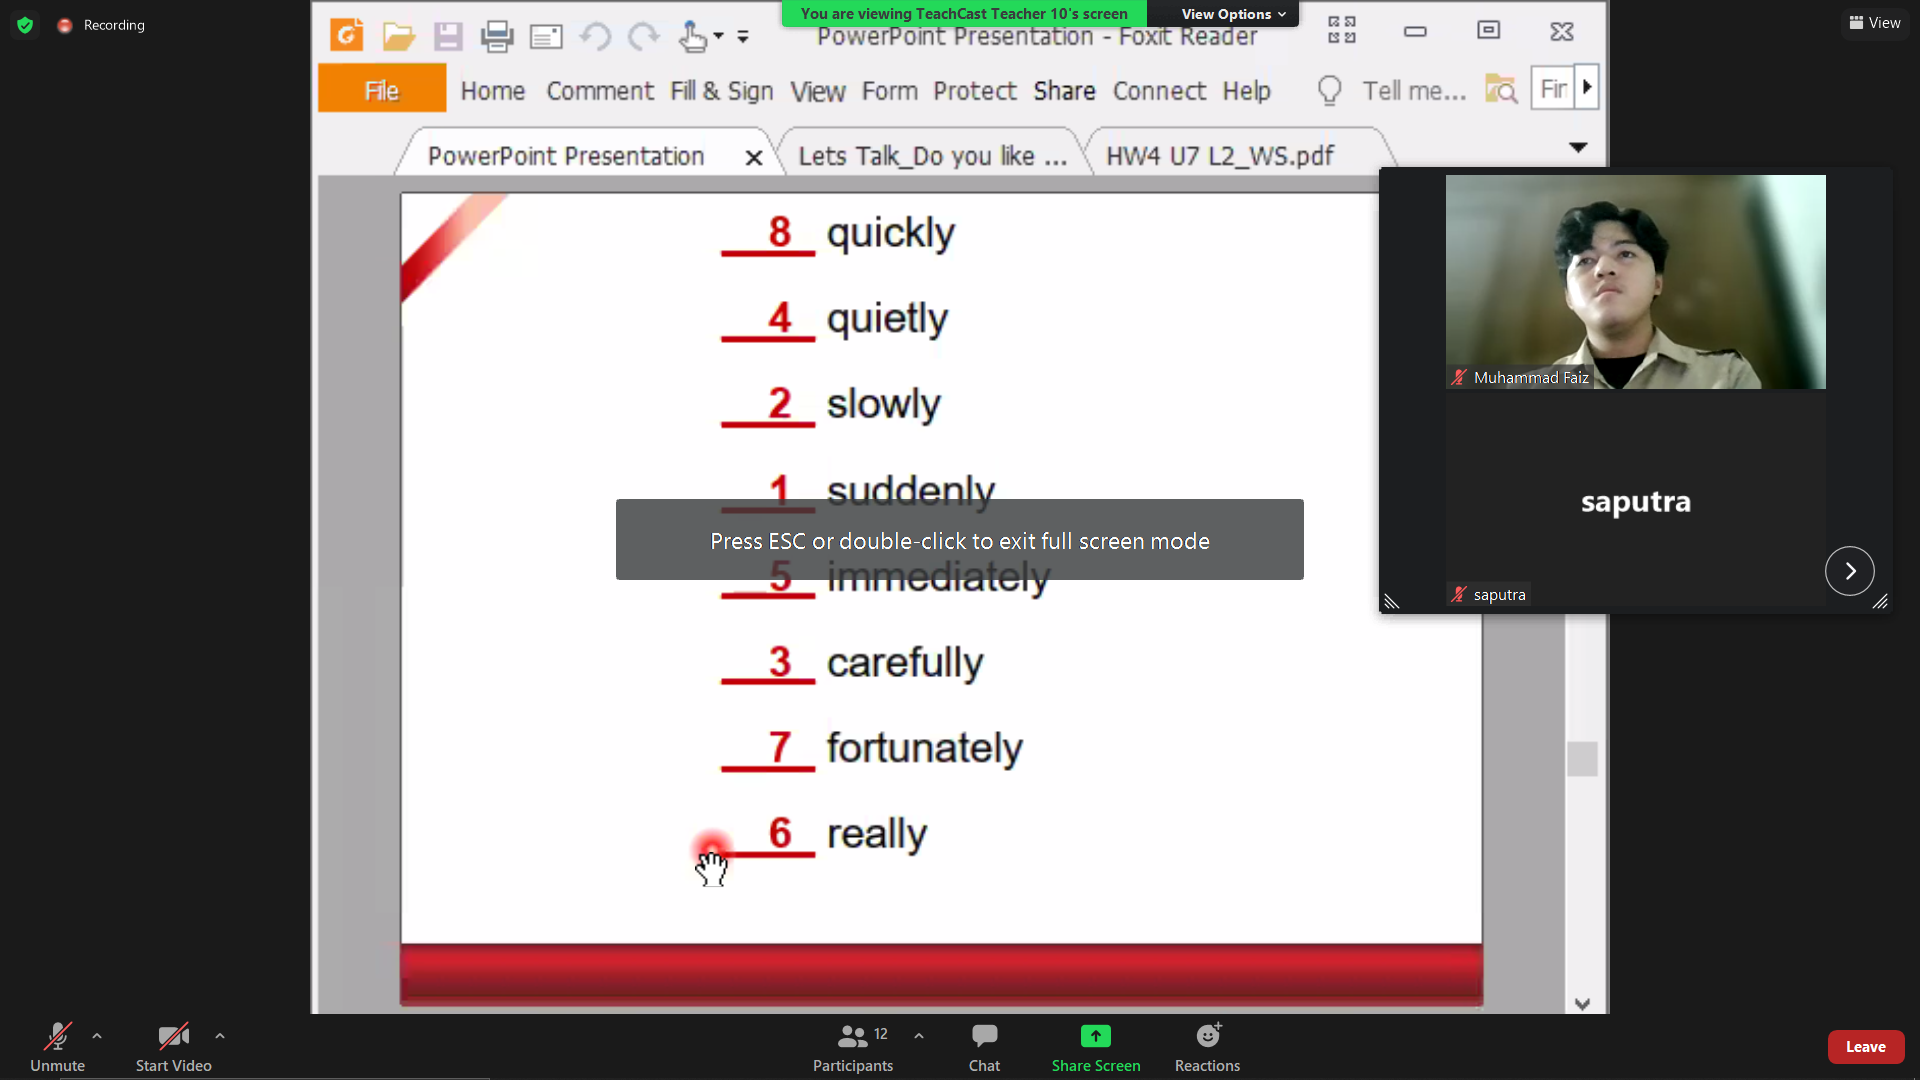 Recording
You are viewing TeachCast Teacher 10's screen
View Options
View
PowerPoint Presentation - Foxit Reader
File
Home
Comment
Fill & Sign
View
Form
Protect
Share
Connect
Help
Tell me...
Fir
PowerPoint Presentation
Lets Talk_Do you like ...
HW4 U7 L2_WS.pdf
8 quickly
4 quietly
2 slowly
1 suddenly
Press ESC or double-click to exit full screen mode
5 immediately
3 carefully
7 fortunately
6 really
Muhammad Faiz
saputra
saputra
Unmute
Start Video
Participants
12
Chat
Share Screen
Reactions
Leave